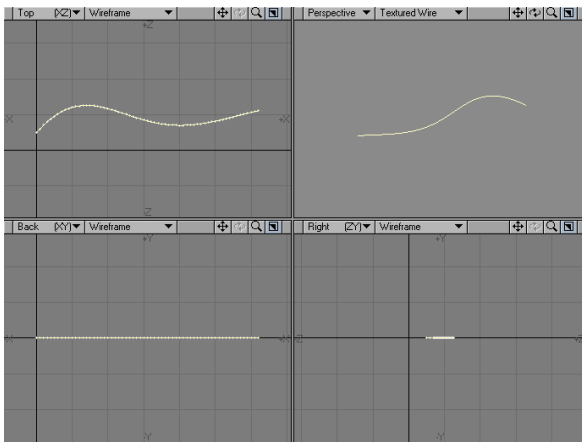 Top (XZ) Wireframe
Perspective Textured Wire
+Z
-X +X
-Z
Back (XY) Wireframe
Right (ZY) Wireframe
+Y
+Y
-Y
-Y